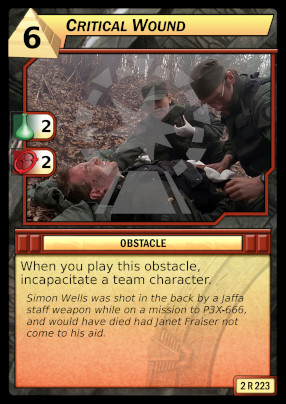 6
CRITICAL WOUND
2
2
OBSTACLE
When you play this obstacle,
incapacitate a team character.
Simon Wells was shot in the back by a Jaffa
staff weapon while on a mission to P3X-666,
and would have died had Janet Fraiser not
come to his aid.
2 R 223